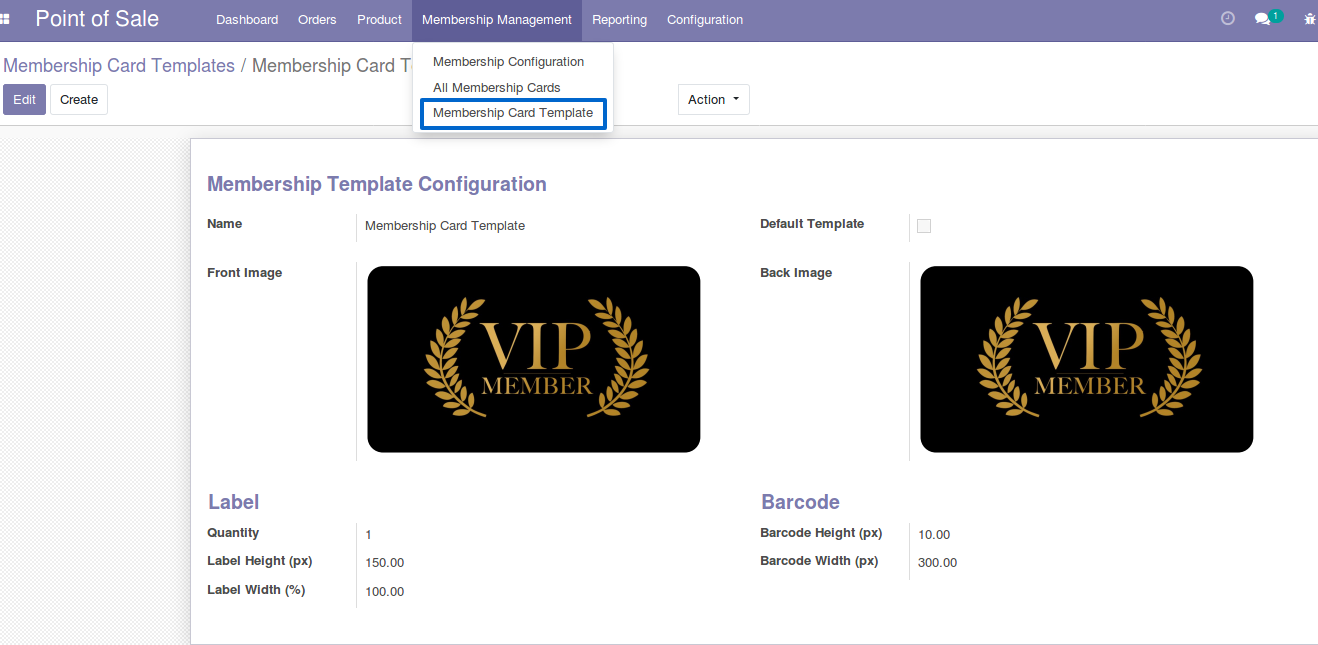 Point of Sale
Dashboard Orders Product Membership Management Reporting Configuration 1
Membership Card Templates / Membership Card T
Membership Configuration
All Membership Cards
Membership Card Template
Edit Create Action
Membership Template Configuration
Name Membership Card Template Default Template
Front Image Back Image
VIP
MEMBER
VIP
MEMBER
Label Barcode
Quantity 1 Barcode Height (px) 10.00
Label Height (px) 150.00 Barcode Width (px) 300.00
Label Width (%) 100.00